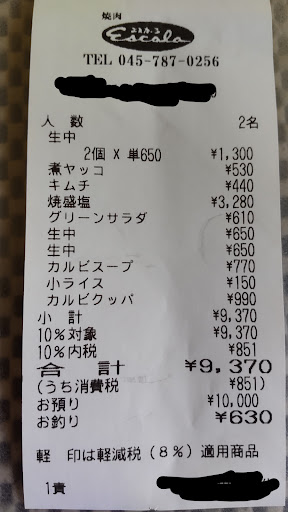 焼肉
えすかる
Escala
TEL 045-787-0256
人 数 2名
生中
2個 X 単650 ¥1,300
煮ヤッコ ¥530
キムチ ¥440
焼盛塩 ¥3,280
グリーンサラダ ¥610
生中 ¥650
生中 ¥650
カルビスープ ¥770
小ライス ¥150
カルビクッパ ¥990
小 計 ¥9,370
10%対象 ¥9,370
10%内税 ¥851
合 計 ¥9,370
(うち消費税 ¥851)
お預り ¥10,000
お釣り ¥630
軽 印は軽減税(8%)適用商品
1責